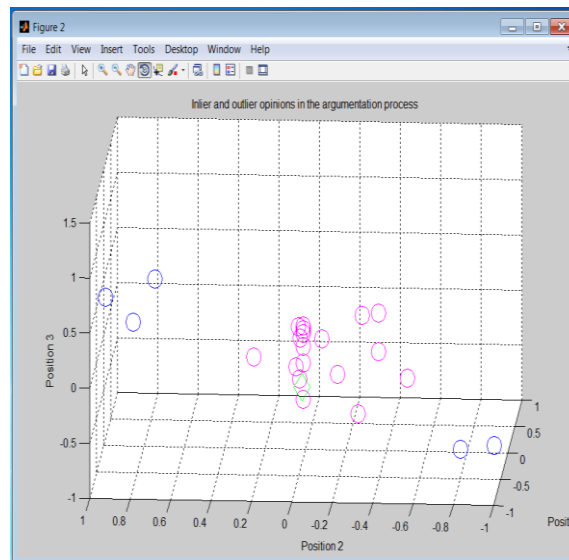 Figure 2
File Edit View Insert Tools Desktop Window Help
Inlier and outlier opinions in the argumentation process
1.5
1
0.5
0
-0.5
-1
Position 3
1 0.8 0.6 0.4 0.2 0 -0.2 -0.4 -0.6 -0.8 -1
Position 2
1
0.5
0
-0.5
-1